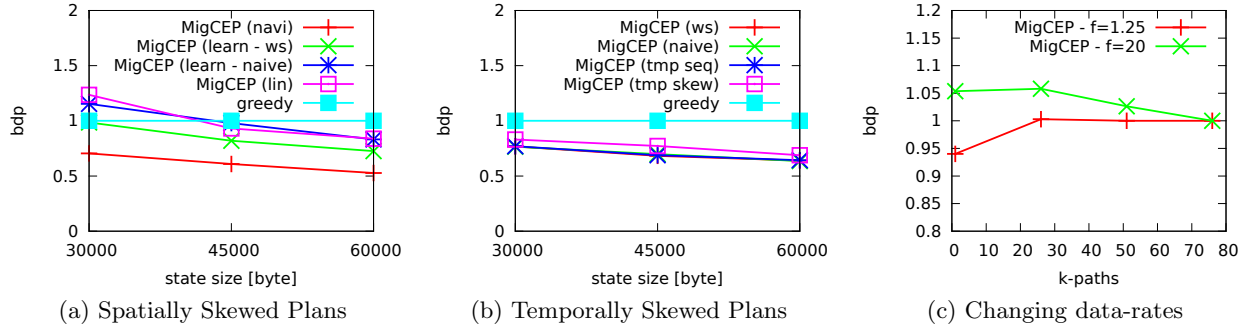 2
1.5
1
0.5
0
bdp
MigCEP (navi)
MigCEP (learn - ws)
MigCEP (learn - naive)
MigCEP (lin)
greedy
30000 45000 60000
state size [byte]
(a) Spatially Skewed Plans
2
1.5
1
0.5
0
bdp
MigCEP (ws)
MigCEP (naive)
MigCEP (tmp seq)
MigCEP (tmp skew)
greedy
30000 45000 60000
state size [byte]
(b) Temporally Skewed Plans
1.2
1.15
1.1
1.05
1
0.95
0.9
0.85
0.8
bdp
MigCEP - f=1.25
MigCEP - f=20
0 10 20 30 40 50 60 70 80
k-paths
(c) Changing data-rates